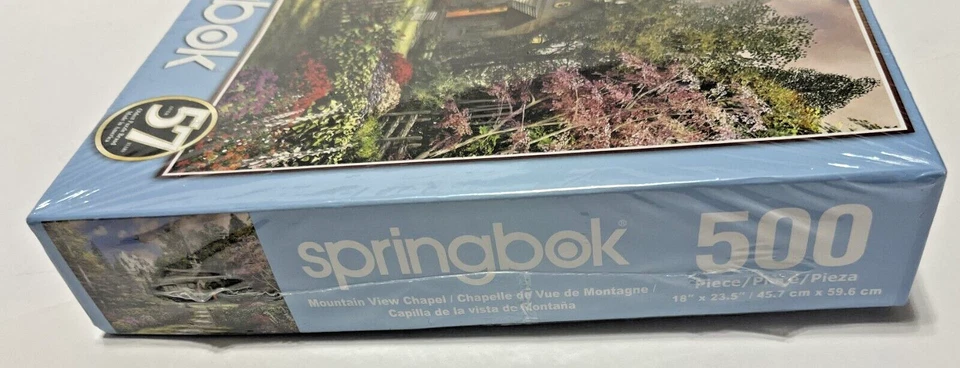 bok
57
springbok
500
Piece/Pièce/Pieza
Mountain View Chapel / Chapelle de Vue de Montagne /
Capilla de la vista de Montaña
18" x 23.5" / 45.7 cm x 59.6 cm